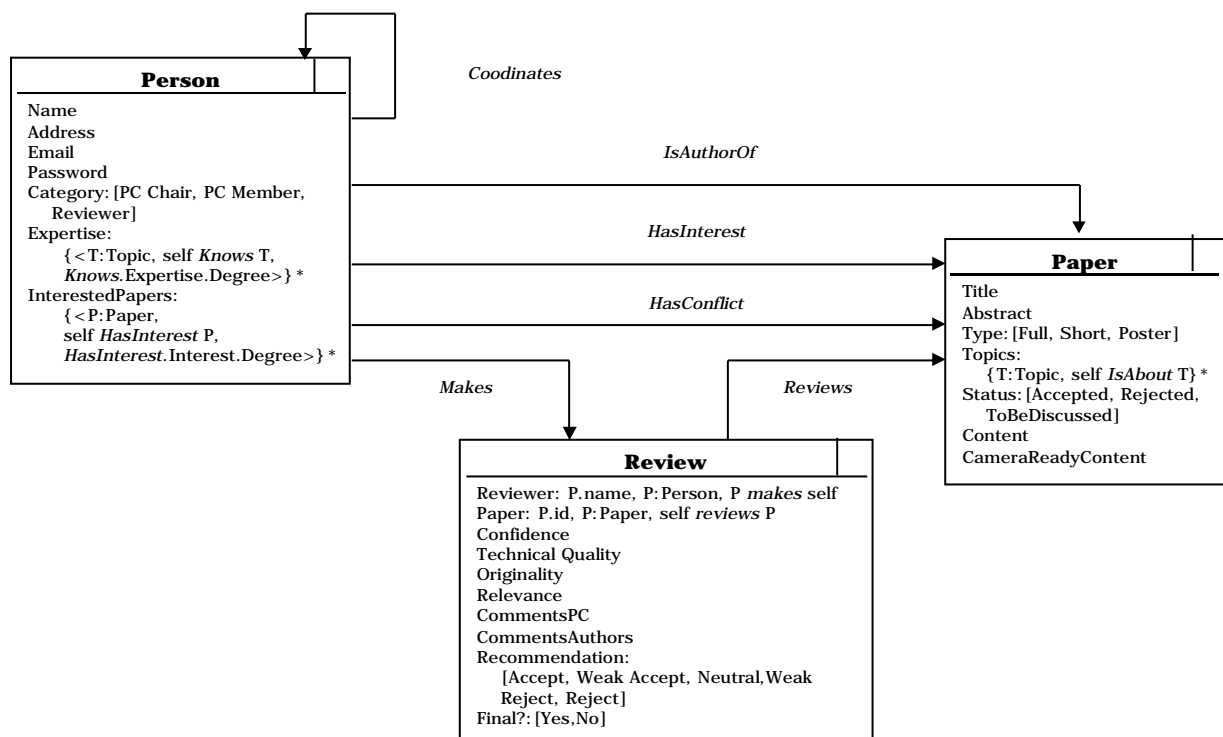 Coodinates
Person
Name
Address
Email
Password
Category: [PC Chair, PC Member,
Reviewer]
Expertise:
{<T:Topic, self Knows T,
Knows.Expertise.Degree>}*
InterestedPapers:
{<P:Paper,
self HasInterest P,
HasInterest.Interest.Degree>}*
IsAuthorOf
HasInterest
HasConflict
Makes
Reviews
Paper
Title
Abstract
Type: [Full, Short, Poster]
Topics:
{T:Topic, self IsAbout T}*
Status: [Accepted, Rejected,
ToBeDiscussed]
Content
CameraReadyContent
Review
Reviewer: P.name, P:Person, P makes self
Paper: P.id, P:Paper, self reviews P
Confidence
Technical Quality
Originality
Relevance
CommentsPC
CommentsAuthors
Recommendation:
[Accept, Weak Accept, Neutral,Weak
Reject, Reject]
Final?: [Yes,No]